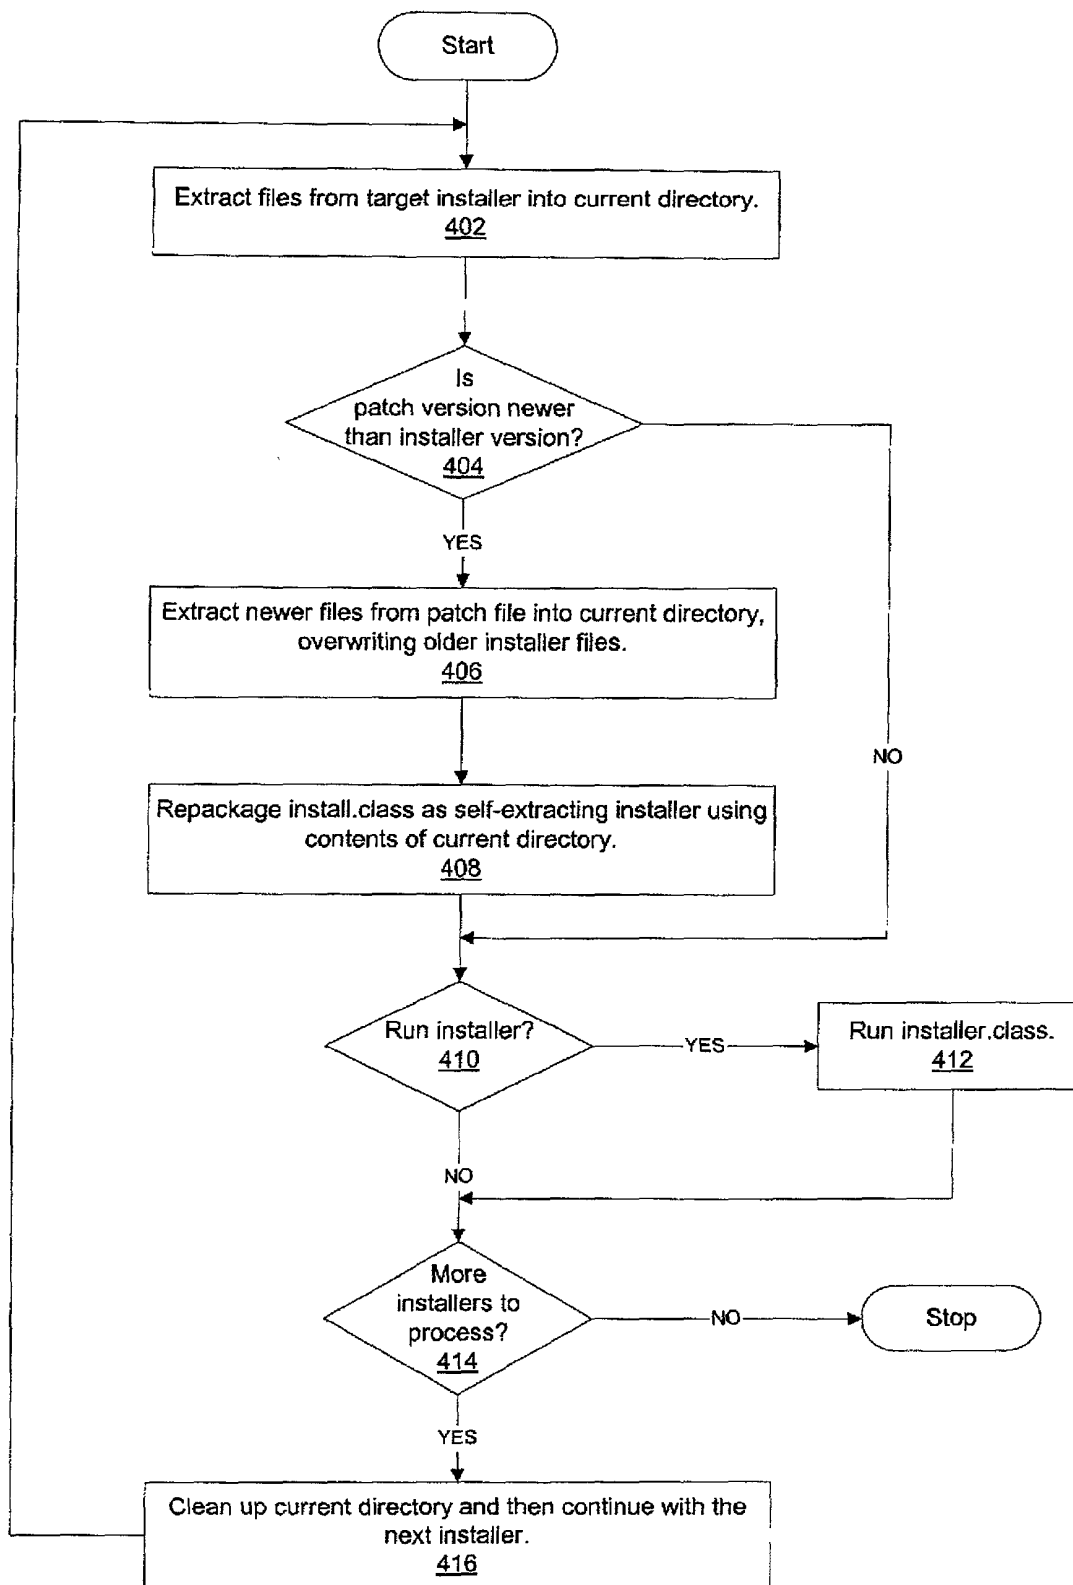 Start
Extract files from target installer into current directory.
402
Is
patch version newer
than installer version?
404
YES
Extract newer files from patch file into current directory,
overwriting older installer files.
406
NO
Repackage install.class as self-extracting installer using
contents of current directory.
408
Run installer?
410
YES
Run installer.class.
412
NO
More
installers to
process?
414
NO
Stop
YES
Clean up current directory and then continue with the
next installer.
416